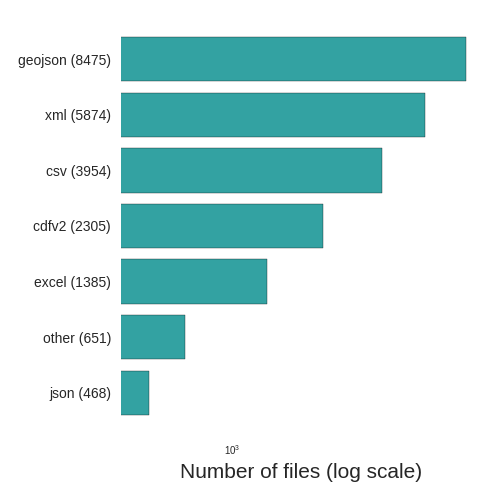 geojson (8475)
xml (5874)
csv (3954)
cdfv2 (2305)
excel (1385)
other (651)
json (468)
10³
Number of files (log scale)